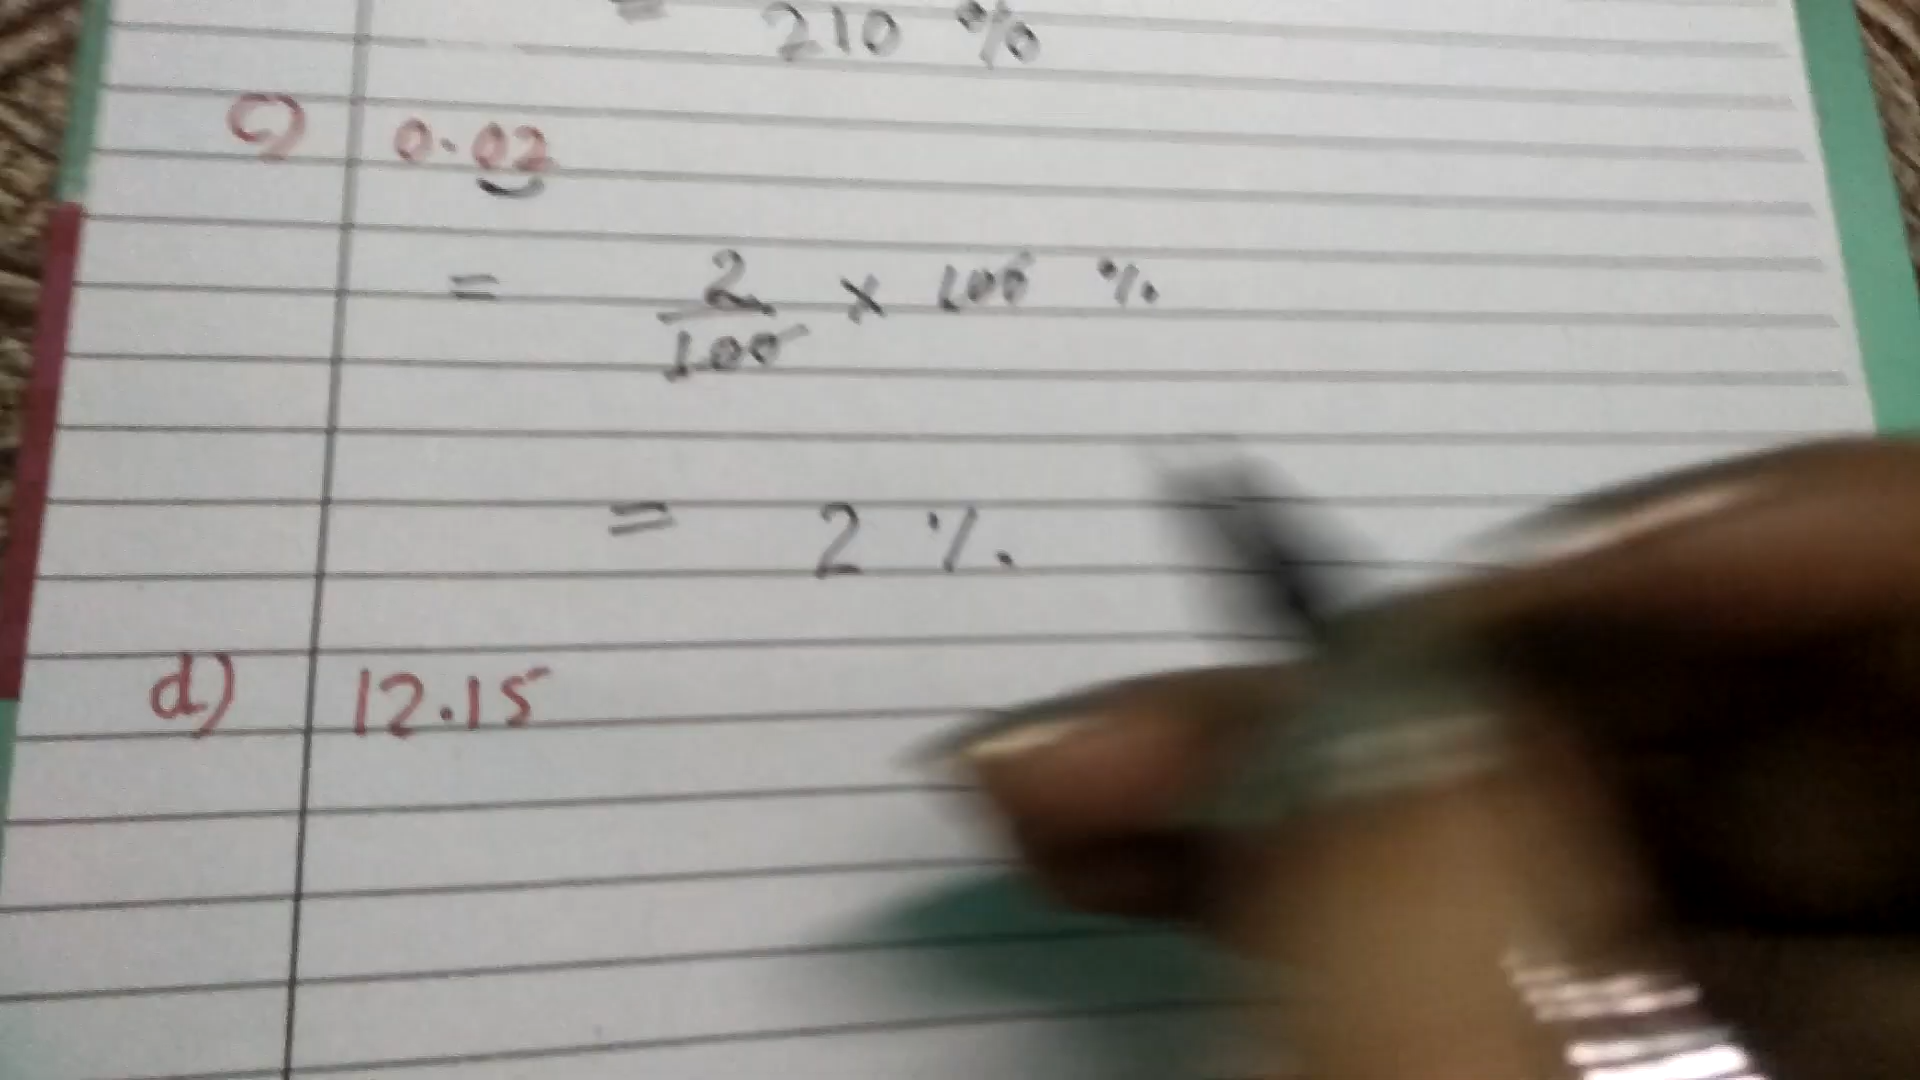 = 210 %
c) 0.02
= 2/100 × 100 %
= 2 %
d) 12.15